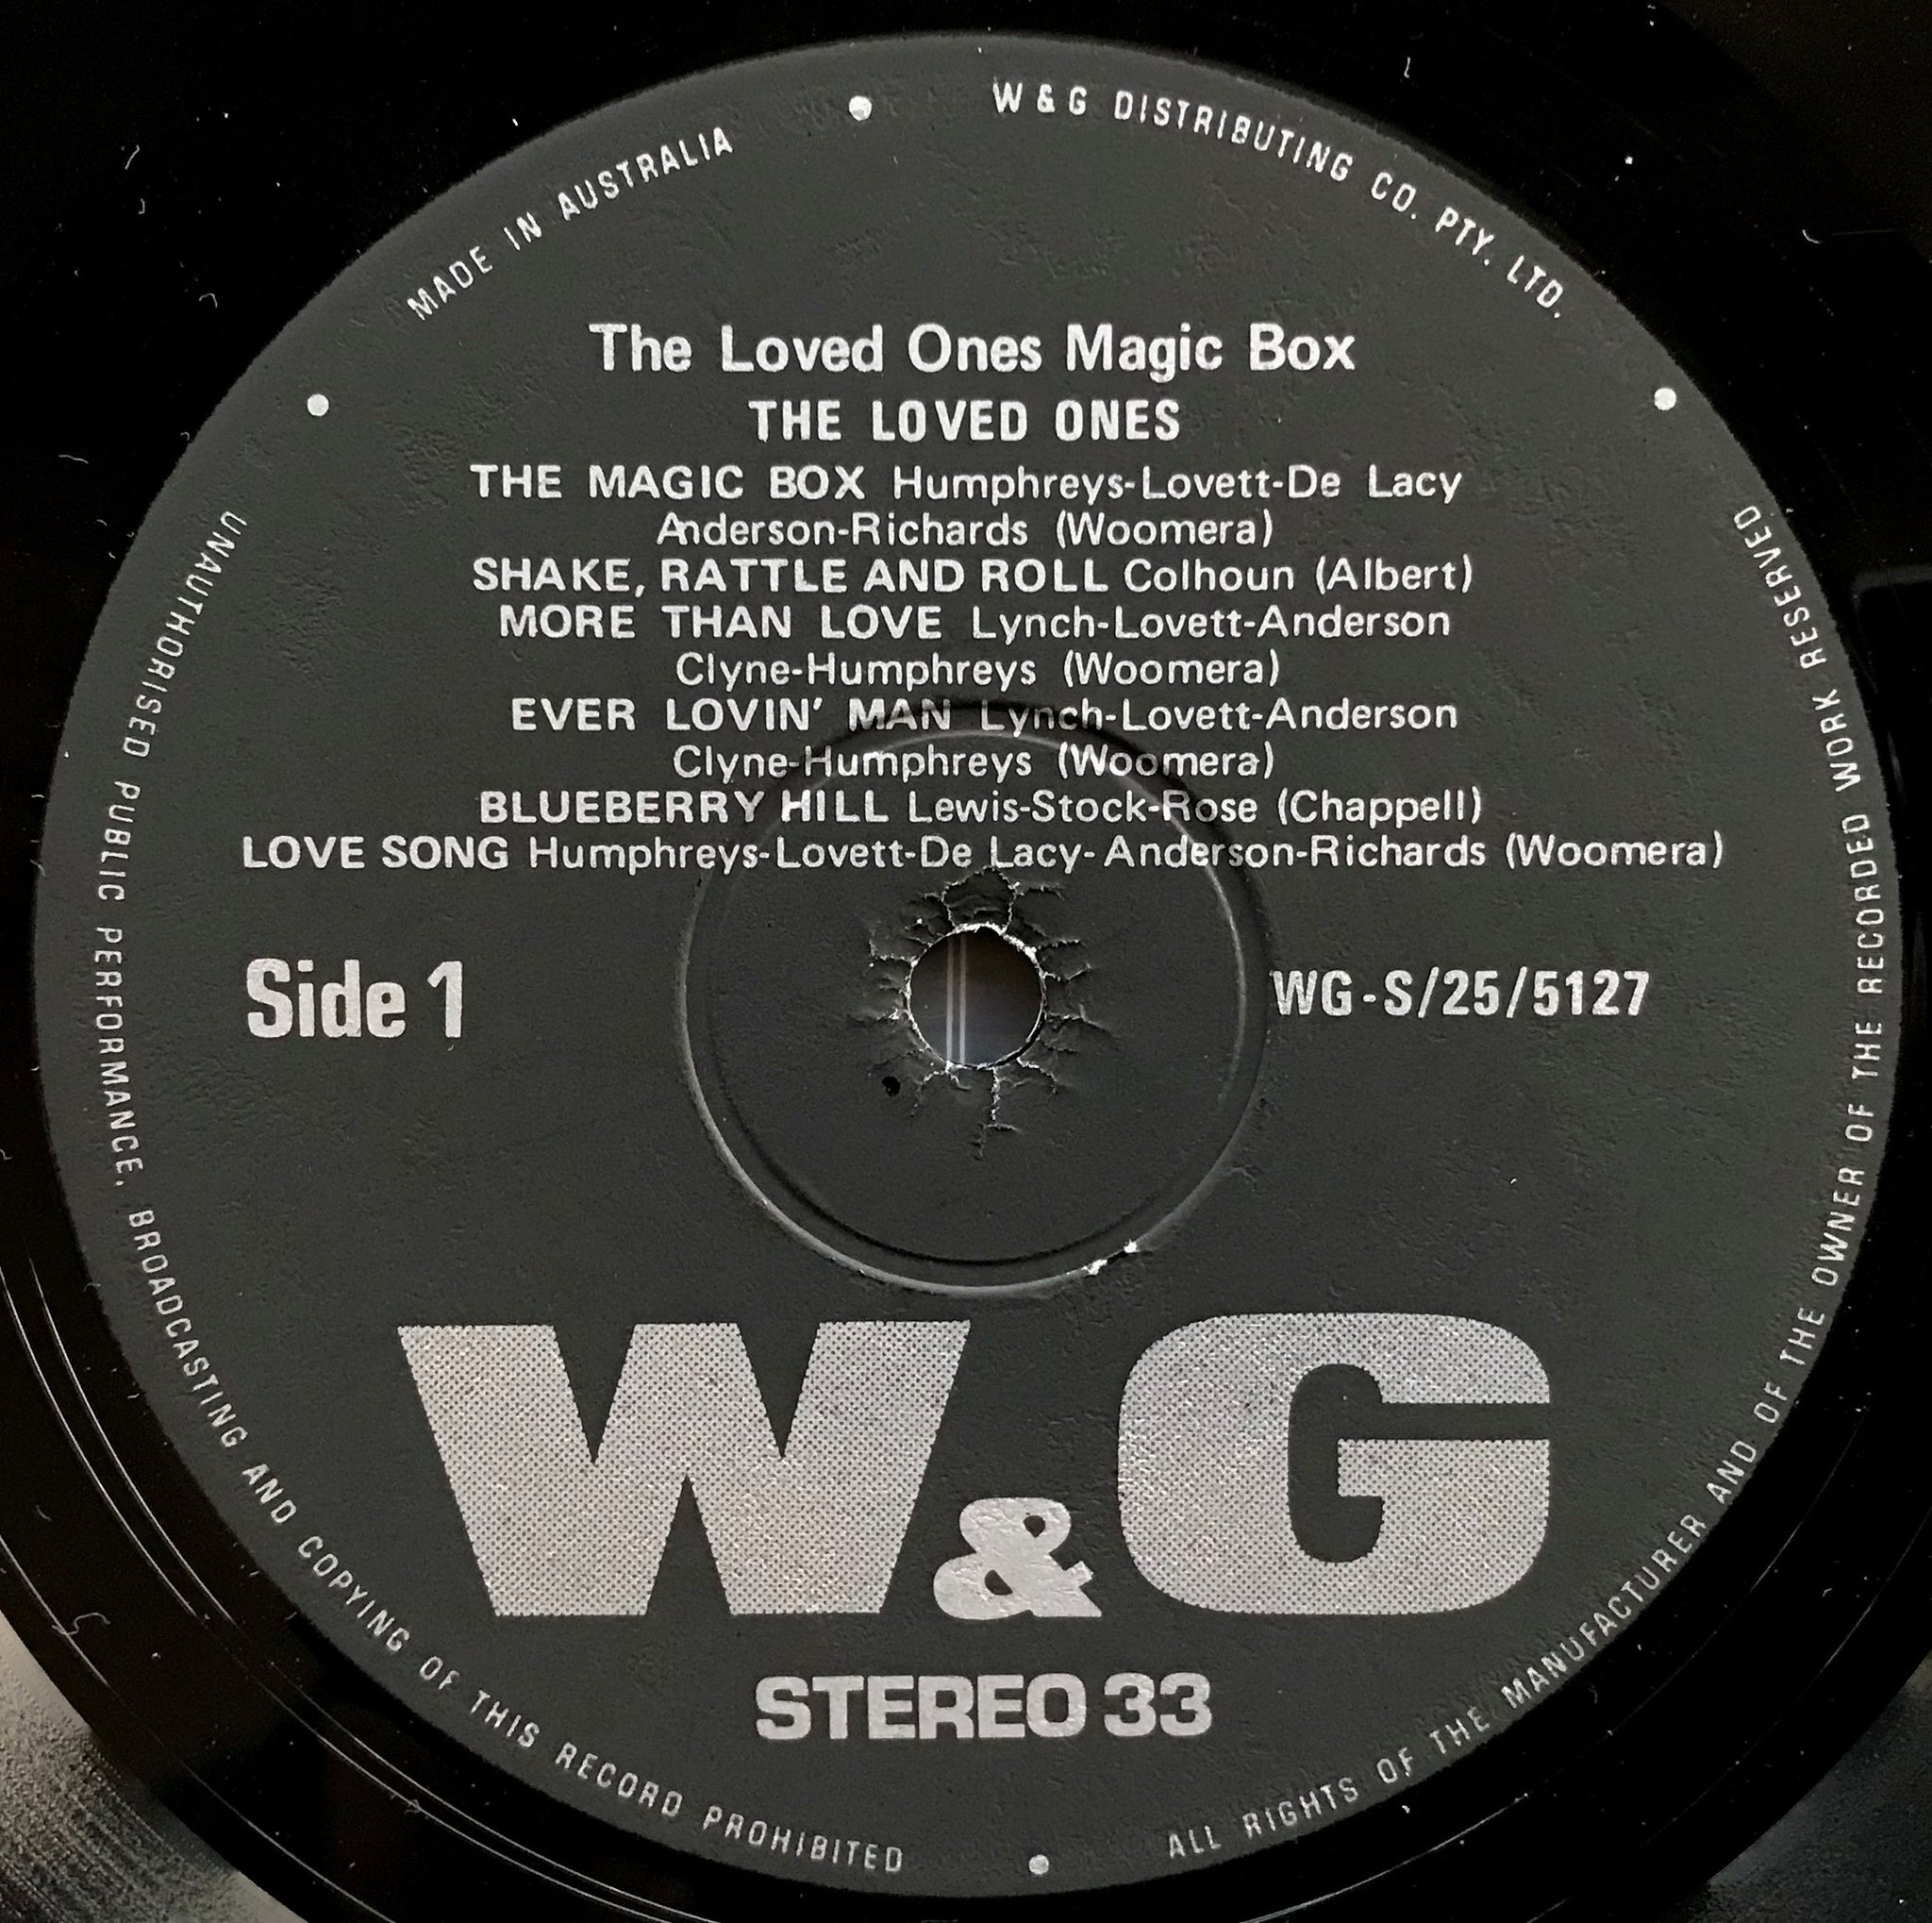 MADE IN AUSTRALIA • W & G DISTRIBUTING CO. PTY. LTD. •
The Loved Ones Magic Box
THE LOVED ONES
THE MAGIC BOX Humphreys-Lovett-De Lacy
Anderson-Richards (Woomera)
SHAKE, RATTLE AND ROLL Colhoun (Albert)
MORE THAN LOVE Lynch-Lovett-Anderson
Clyne-Humphreys (Woomera)
EVER LOVIN' MAN Lynch-Lovett-Anderson
Clyne-Humphreys (Woomera)
BLUEBERRY HILL Lewis-Stock-Rose (Chappell)
LOVE SONG Humphreys-Lovett-De Lacy-Anderson-Richards (Woomera)
Side 1
WG-S/25/5127
W&G
STEREO 33
UNAUTHORISED PUBLIC PERFORMANCE, BROADCASTING AND COPYING OF THIS RECORD PROHIBITED •
ALL RIGHTS OF THE MANUFACTURER AND OF THE OWNER OF THE RECORDED WORK RESERVED